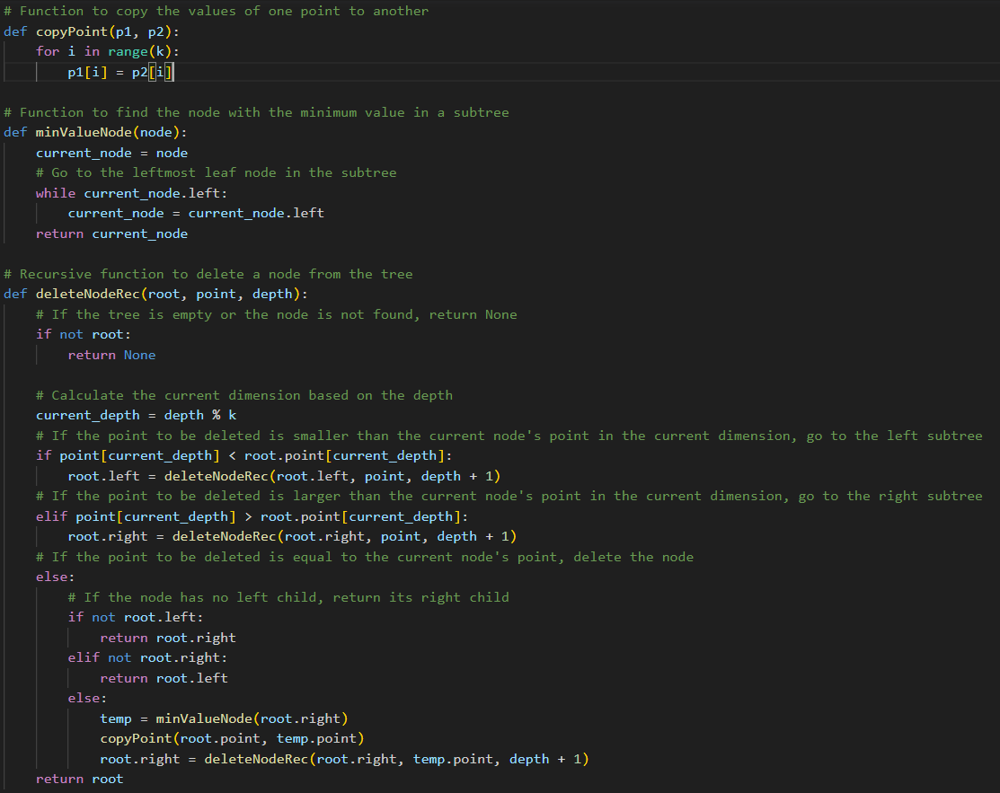 # Function to copy the values of one point to another
def copyPoint(p1, p2):
    for i in range(k):
        p1[i] = p2[i]

# Function to find the node with the minimum value in a subtree
def minValueNode(node):
    current_node = node
    # Go to the leftmost leaf node in the subtree
    while current_node.left:
        current_node = current_node.left
    return current_node

# Recursive function to delete a node from the tree
def deleteNodeRec(root, point, depth):
    # If the tree is empty or the node is not found, return None
    if not root:
        return None

    # Calculate the current dimension based on the depth
    current_depth = depth % k
    # If the point to be deleted is smaller than the current node's point in the current dimension, go to the left subtree
    if point[current_depth] < root.point[current_depth]:
        root.left = deleteNodeRec(root.left, point, depth + 1)
    # If the point to be deleted is larger than the current node's point in the current dimension, go to the right subtree
    elif point[current_depth] > root.point[current_depth]:
        root.right = deleteNodeRec(root.right, point, depth + 1)
    # If the point to be deleted is equal to the current node's point, delete the node
    else:
        # If the node has no left child, return its right child
        if not root.left:
            return root.right
        elif not root.right:
            return root.left
        else:
            temp = minValueNode(root.right)
            copyPoint(root.point, temp.point)
            root.right = deleteNodeRec(root.right, temp.point, depth + 1)
    return root